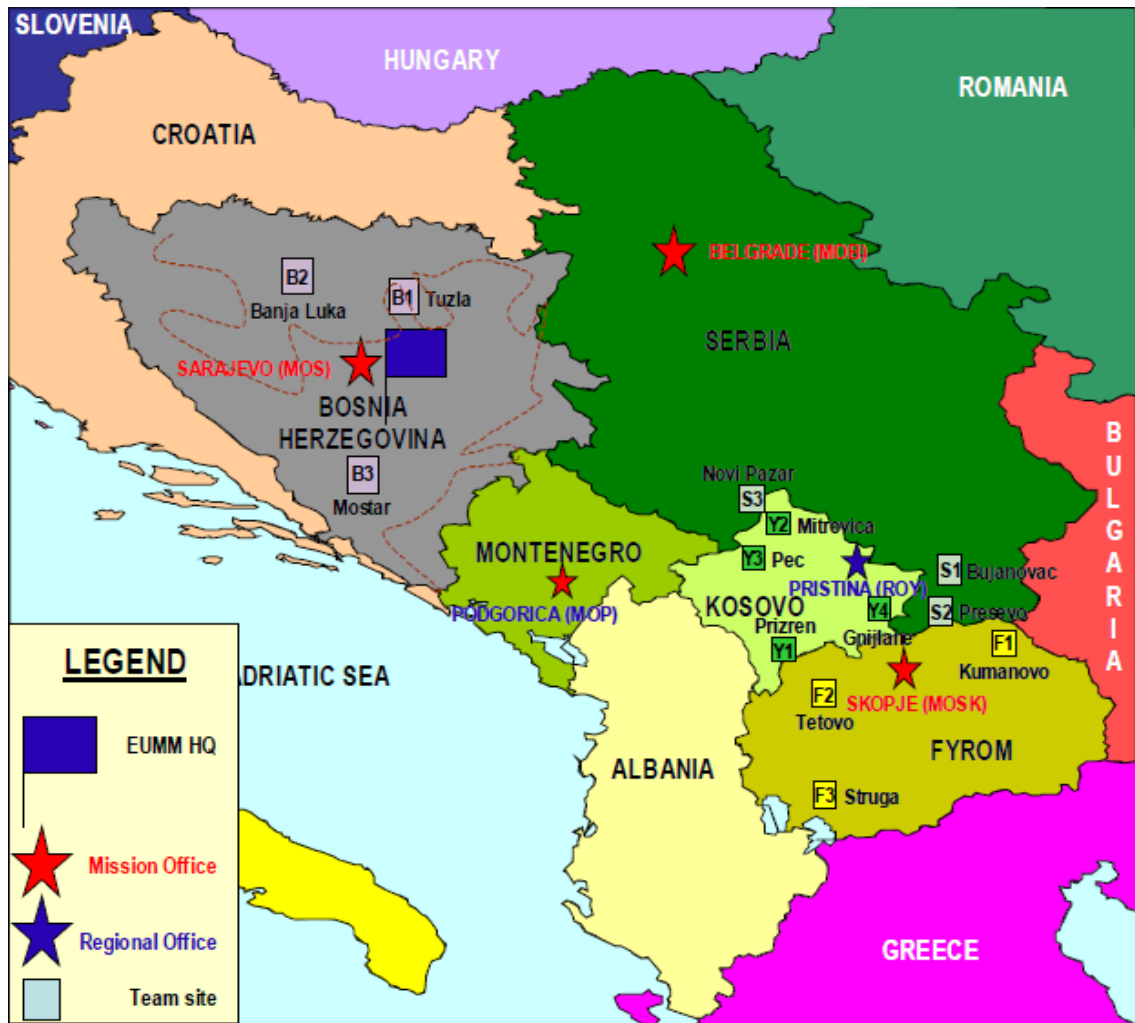 SLOVENIA
HUNGARY
ROMANIA
CROATIA
BELGRADE (MOB)
B2
Banja Luka
B1
Tuzla
SERBIA
SARAJEVO (MOS)
BOSNIA
HERZEGOVINA
B3
Mostar
BULGARIA
Novi Pazar
S3
Y2
Mitrovica
MONTENEGRO
Y3
Pec
S1
Bujanovac
PRISTINA (ROY)
KOSOVO
PODGORICA (MOP)
Y4
S2
Presevo
Prizren
Gnjilane
Y1
F1
Kumanovo
F2
Tetovo
SKOPJE (MOSK)
FYROM
ADRIATIC SEA
ALBANIA
F3
Struga
GREECE
LEGEND
EUMM HQ
Mission Office
Regional Office
Team site